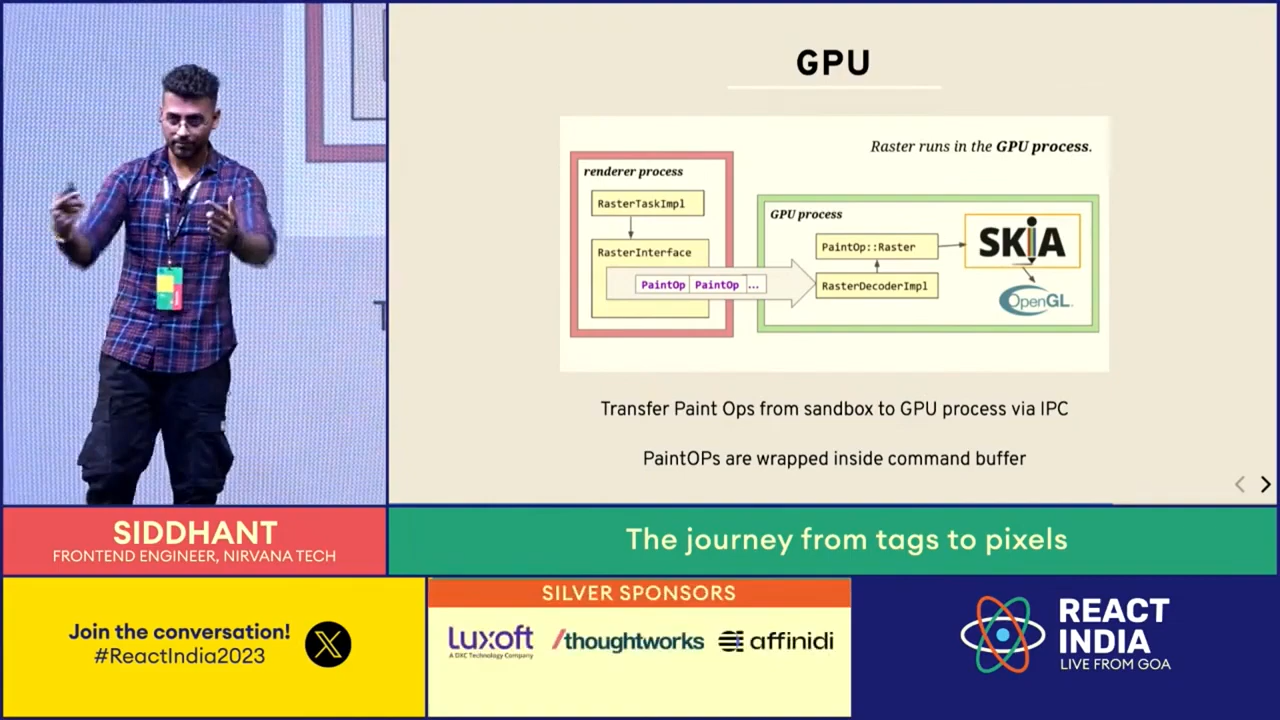 GPU
Raster runs in the GPU process.
renderer process
RasterTaskImpl
RasterInterface
PaintOp PaintOp ...
GPU process
PaintOp::Raster
RasterDecoderImpl
SKiA
OpenGL.
Transfer Paint Ops from sandbox to GPU process via IPC
PaintOPs are wrapped inside command buffer
SIDDHANT
FRONTEND ENGINEER, NIRVANA TECH
The journey from tags to pixels
Join the conversation!
#ReactIndia2023
SILVER SPONSORS
Luxoft
A DXC Technology Company
/thoughtworks
affinidi
REACT
INDIA
LIVE FROM GOA